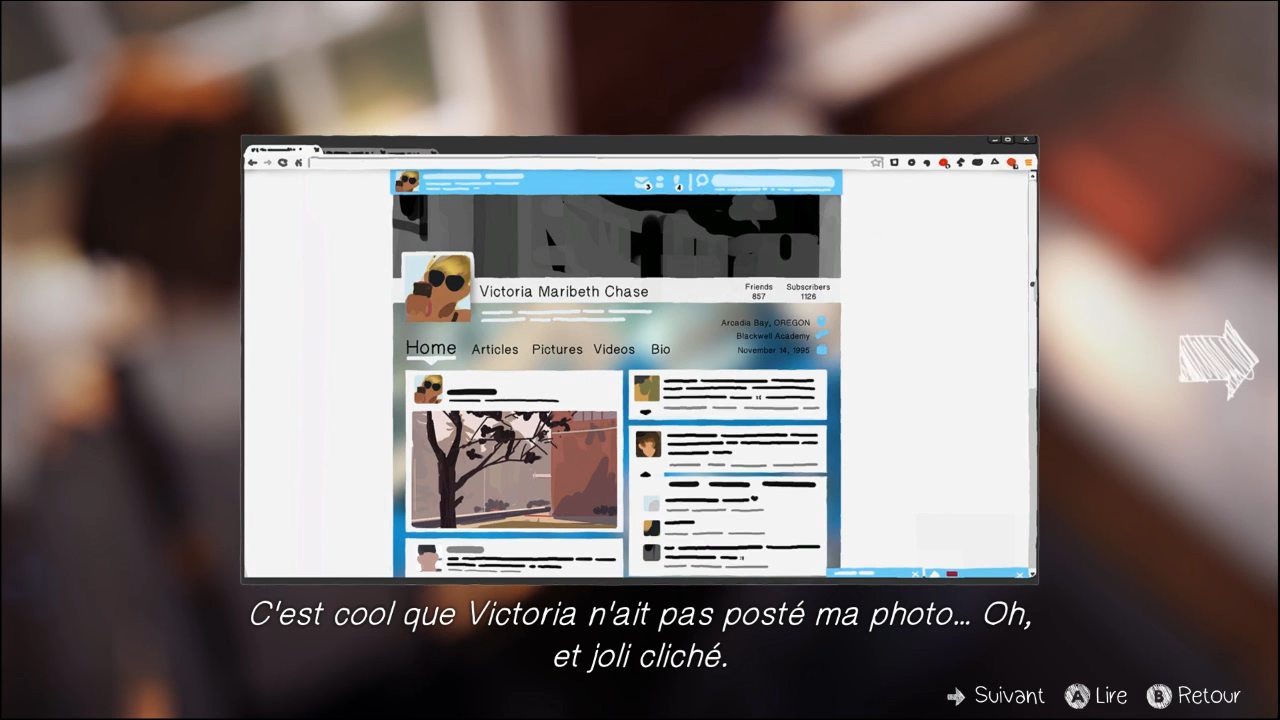 Victoria Maribeth Chase
Friends
857
Subscribers
1126
Arcadia Bay, OREGON
Blackwell Academy
November 14, 1995
Home Articles Pictures Videos Bio
C'est cool que Victoria n'ait pas posté ma photo... Oh,
et joli cliché.
Suivant A Lire B Retour